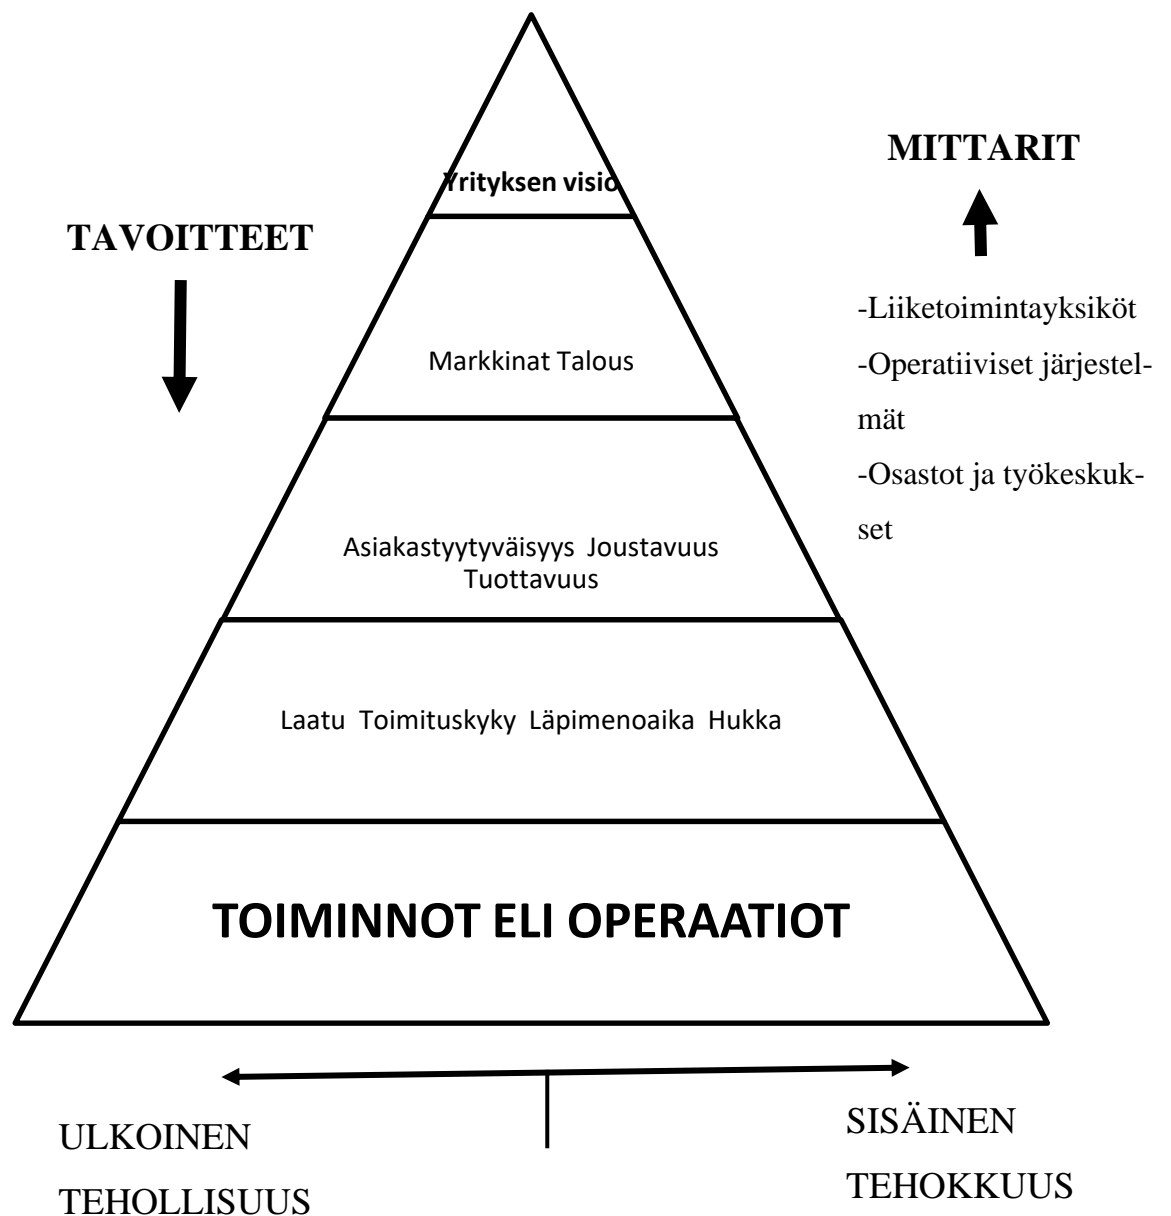 Yrityksen visio
MITTARIT
TAVOITTEET
-Liiketoimintayksiköt
Markkinat Talous
-Operatiiviset järjestel-
mät
-Osastot ja työkeskuk-
set
Asiakastyytyväisyys Joustavuus
Tuottavuus
Laatu Toimituskyky Läpimenoaika Hukka
TOIMINNOT ELI OPERAATIOT
ULKOINEN
TEHOLLISUUS
SISÄINEN
TEHOKKUUS